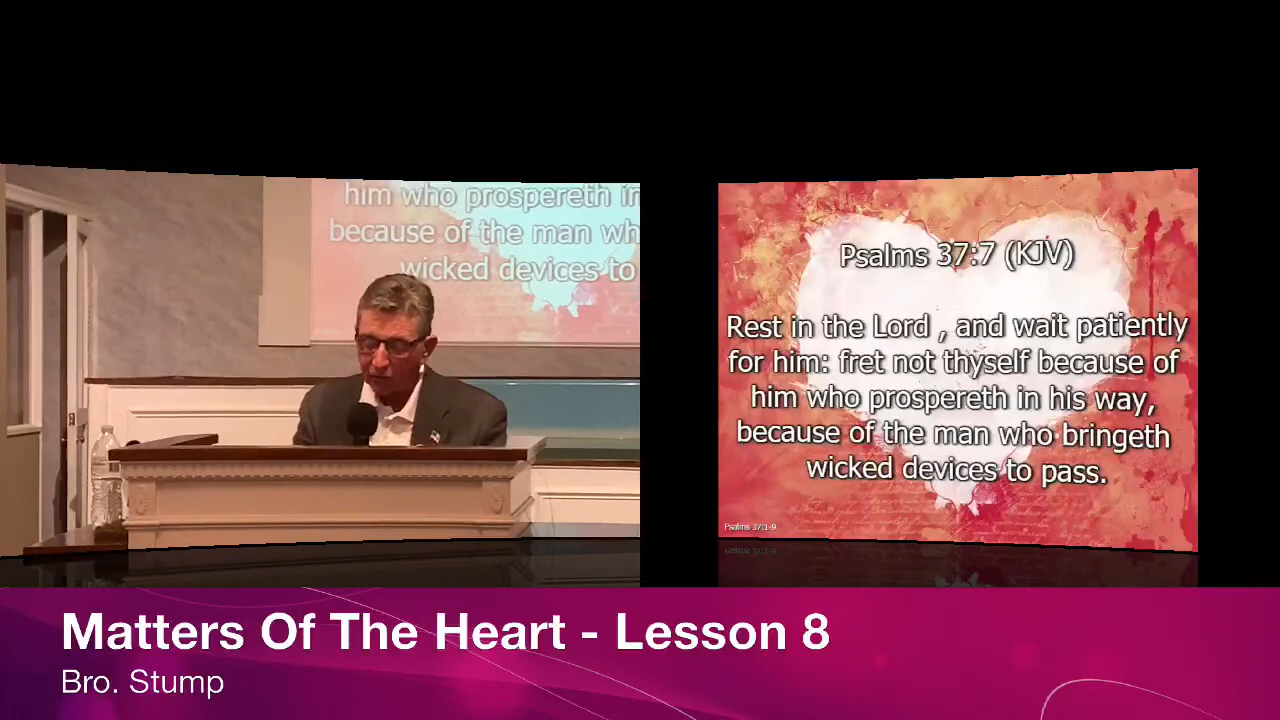 him who prospereth in
because of the man wh
wicked devices to
Psalms 37:7 (KJV)
Rest in the Lord , and wait patiently
for him: fret not thyself because of
him who prospereth in his way,
because of the man who bringeth
wicked devices to pass.
Psalms 37:1-9
Matters Of The Heart - Lesson 8
Bro. Stump